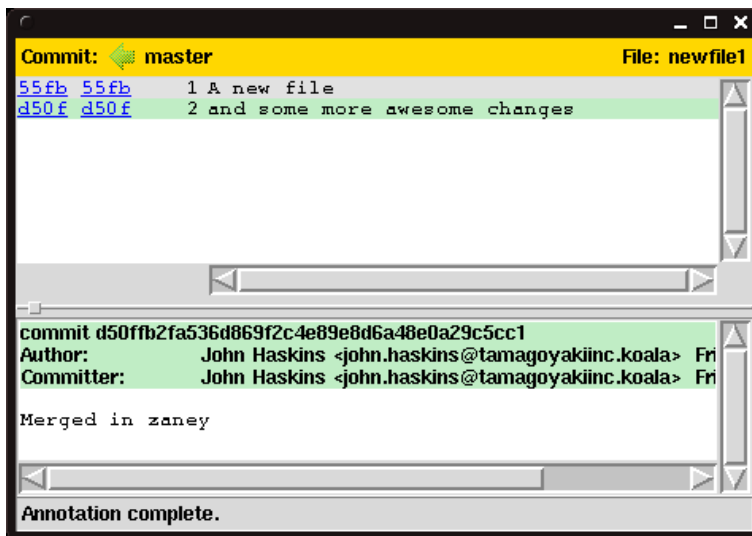 Commit: master File: newfile1
55fb 55fb 1 A new file
d50f d50f 2 and some more awesome changes
commit d50ffb2fa536d869f2c4e89e8d6a48e0a29c5cc1
Author: John Haskins <john.haskins@tamagoyakiinc.koala> Fri
Committer: John Haskins <john.haskins@tamagoyakiinc.koala> Fri
Merged in zaney
Annotation complete.